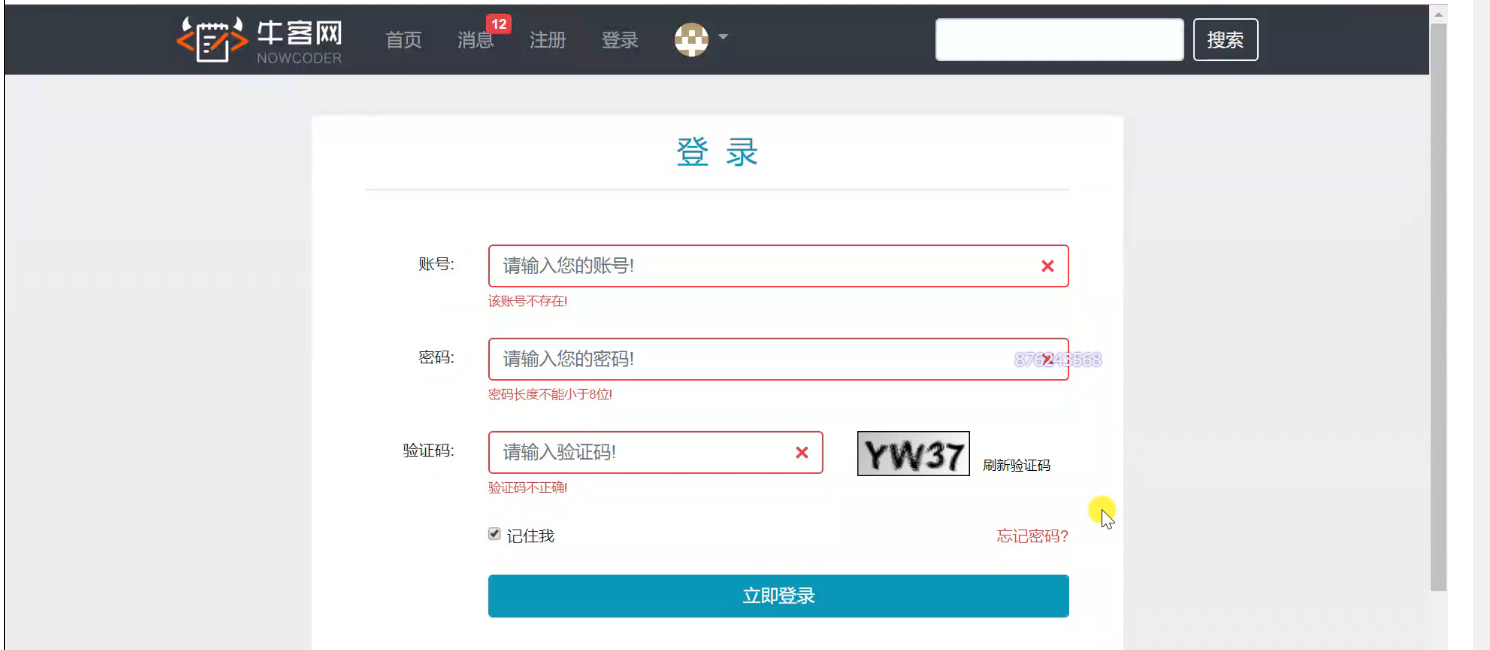 牛客网
NOWCODER
首页 消息 12 注册 登录
搜索
登 录
账号: 请输入您的账号!
该账号不存在!
密码: 请输入您的密码!
876243568
密码长度不能小于8位!
验证码: 请输入验证码! YW37 刷新验证码
验证码不正确!
记住我 忘记密码?
立即登录